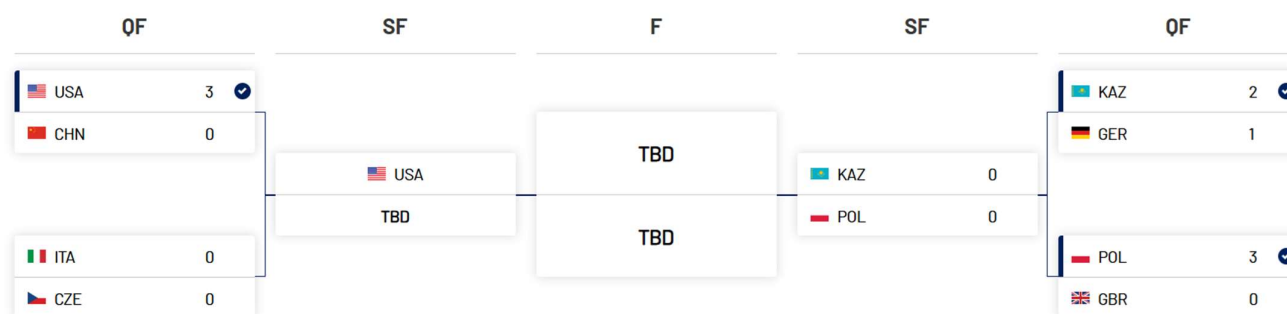 QF SF F SF QF
USA 3
CHN 0
USA
TBD
ITA 0
CZE 0
TBD
TBD
KAZ 0
POL 0
KAZ 2
GER 1
POL 3
GBR 0